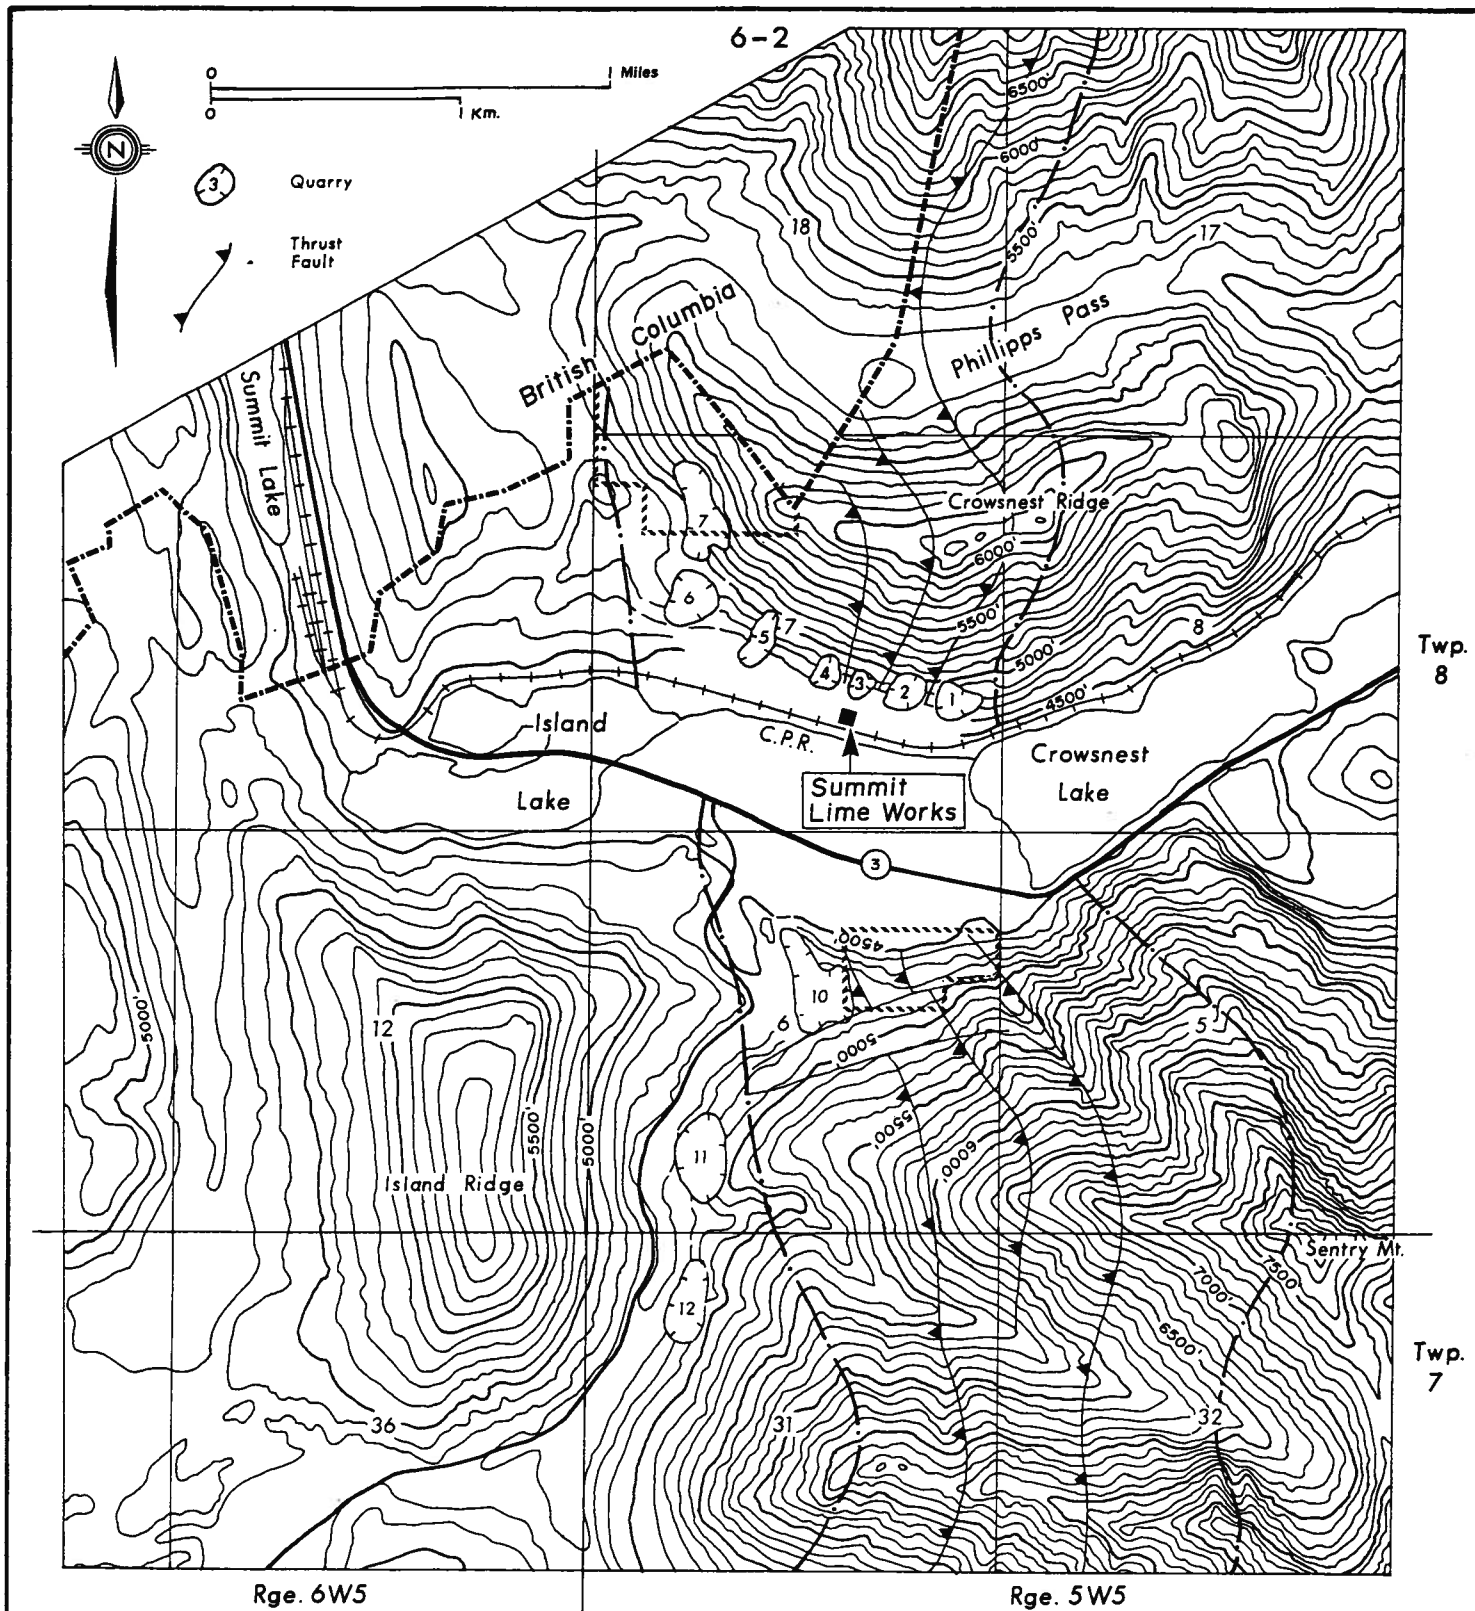 6-2
0 1 Miles
0 1 Km.
N
3 Quarry
Thrust
Fault
6500'
6000'
5500'
18
17
Phillipps Pass
British Columbia
Summit Lake
Crowsnest Ridge
6000'
5500'
5000'
4500'
7
6
5
7
4
3
2
1
8
Twp.
8
Island
Lake
C.P.R.
Crowsnest
Lake
Summit
Lime Works
3
4500'
10
6
5000'
5
5000'
12
5500'
5000'
5500'
6000'
11
Island Ridge
Sentry Mt.
7500'
7000'
6500'
12
36
31
32
Twp.
7
Rge. 6W5
Rge. 5W5